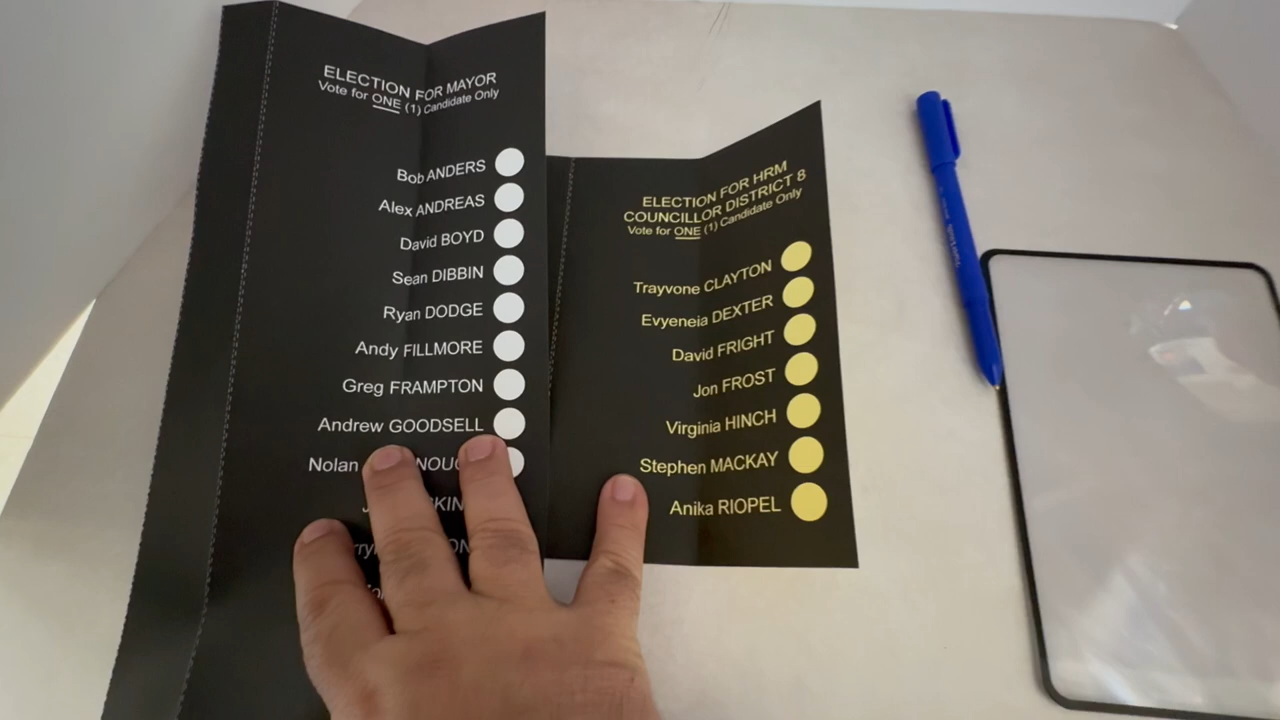 ELECTION FOR MAYOR
Vote for ONE (1) Candidate Only
Bob ANDERS
Alex ANDREAS
David BOYD
Sean DIBBIN
Ryan DODGE
Andy FILLMORE
Greg FRAMPTON
Andrew GOODSELL
Nolan
ELECTION FOR HRM
COUNCILLOR DISTRICT 8
Vote for ONE (1) Candidate Only
Trayvone CLAYTON
Evyeneia DEXTER
David FRIGHT
Jon FROST
Virginia HINCH
Stephen MACKAY
Anika RIOPEL